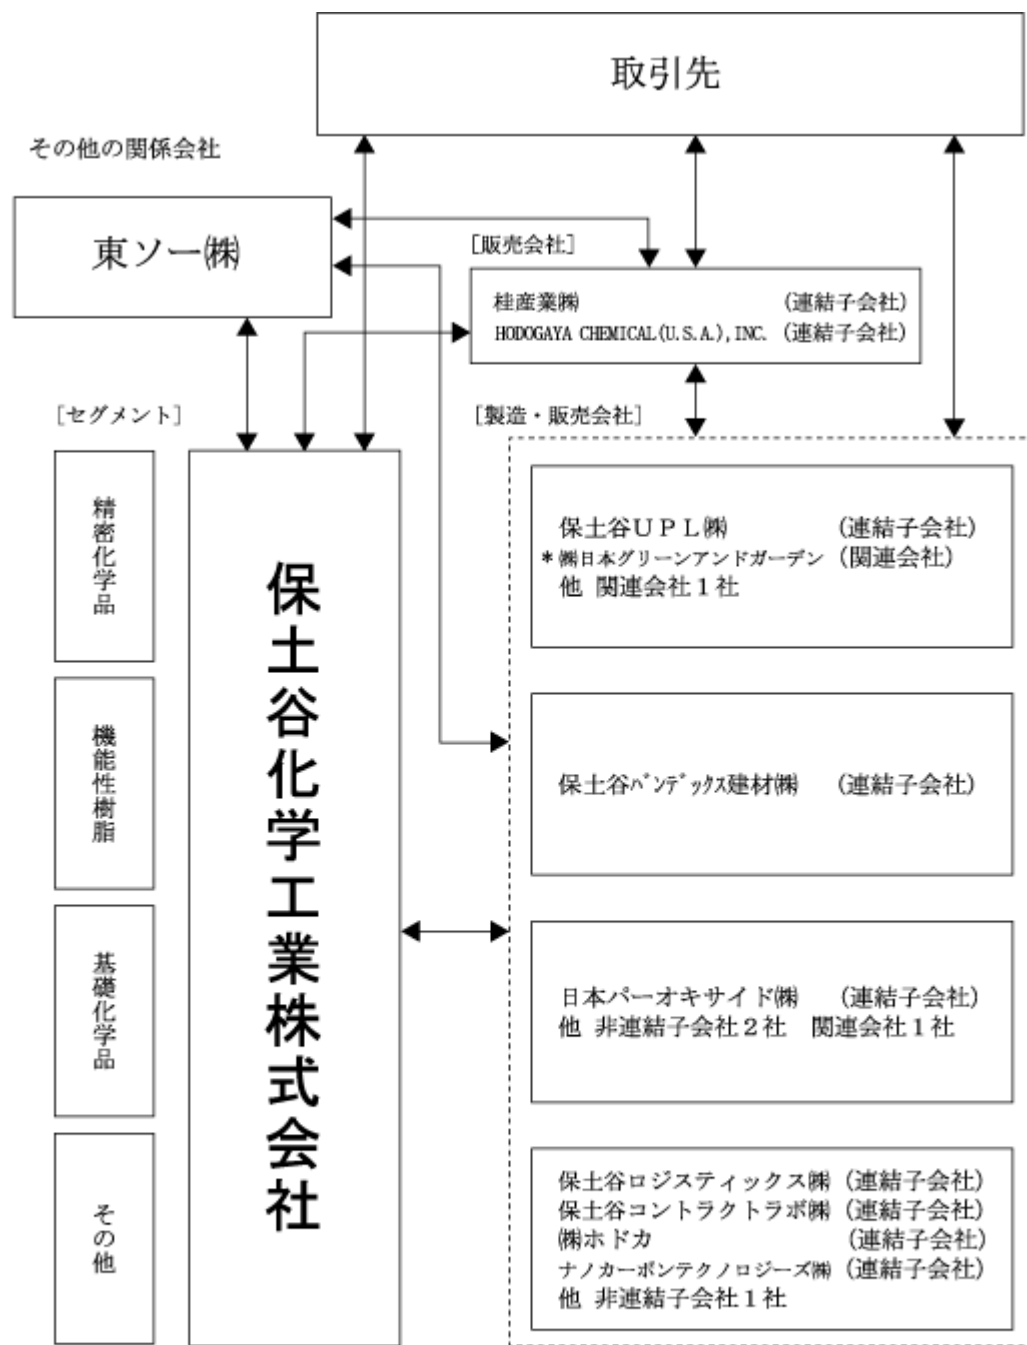 取引先
その他の関係会社
東ソー㈱
[販売会社]
桂産業㈱ (連結子会社)
HODOGAYA CHEMICAL(U.S.A.),INC. (連結子会社)
[セグメント]
[製造・販売会社]
精密化学品
機能性樹脂
基礎化学品
その他
保土谷化学工業株式会社
保土谷ＵＰＬ㈱ (連結子会社)
*㈱日本グリーンアンドガーデン (関連会社)
他 関連会社１社
保土谷ﾊﾞﾝﾃﾞｯｸｽ建材㈱ (連結子会社)
日本パーオキサイド㈱ (連結子会社)
他 非連結子会社２社 関連会社１社
保土谷ロジスティックス㈱ (連結子会社)
保土谷コントラクトラボ㈱ (連結子会社)
㈱ホドカ (連結子会社)
ナノカーボンテクノロジーズ㈱ (連結子会社)
他 非連結子会社１社